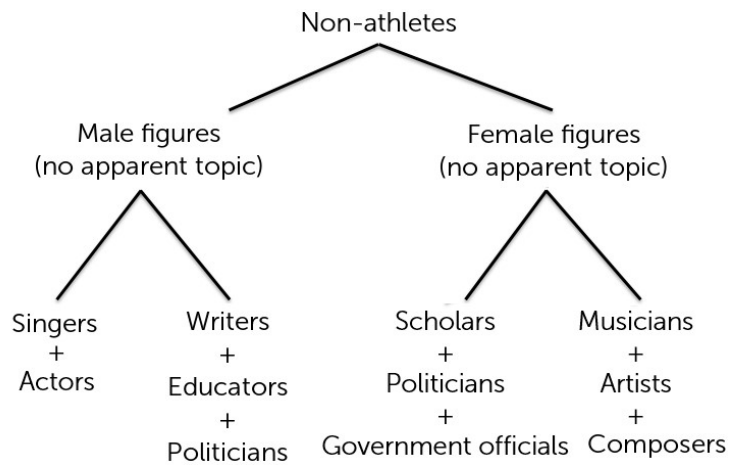 Non-athletes
Male figures
(no apparent topic)
Female figures
(no apparent topic)
Singers
+
Actors
Writers
+
Educators
+
Politicians
Scholars
+
Politicians
+
Government officials
Musicians
+
Artists
+
Composers